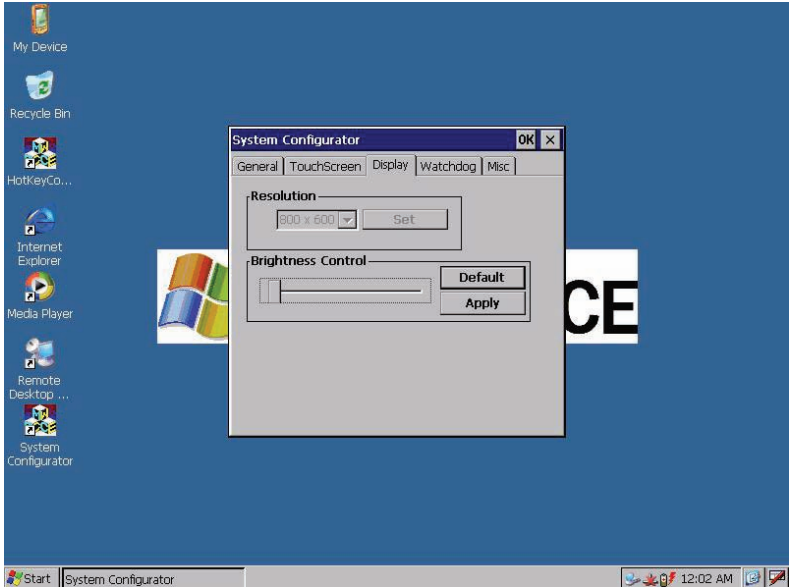 My Device
Recycle Bin
HotKeyCo...
Internet
Explorer
Media Player
Remote
Desktop ...
System
Configurator
System Configurator
OK
General
TouchScreen
Display
Watchdog
Misc
Resolution
800 x 600
Set
Brightness Control
Default
Apply
CE
Start
System Configurator
12:02 AM